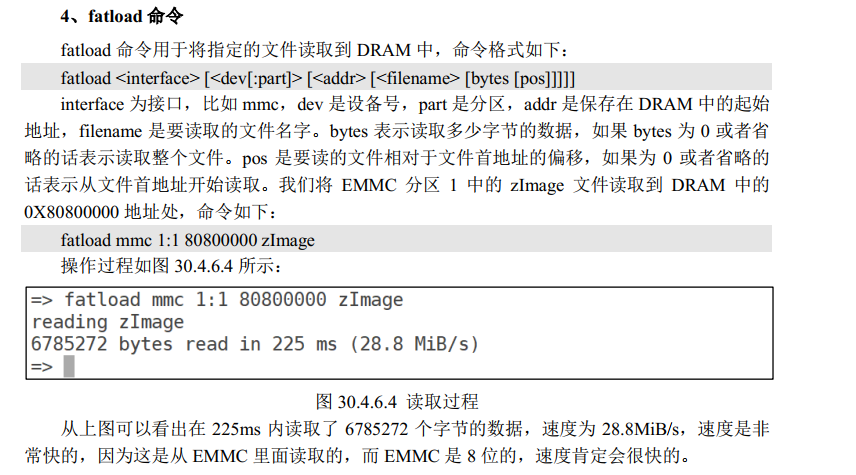 4、fatload 命令
fatload 命令用于将指定的文件读取到 DRAM 中，命令格式如下：
fatload <interface> [<dev[:part]> [<addr> [<filename> [bytes [pos]]]]]
interface 为接口，比如 mmc，dev 是设备号，part 是分区，addr 是保存在 DRAM 中的起始
地址，filename 是要读取的文件名字。bytes 表示读取多少字节的数据，如果 bytes 为 0 或者省
略的话表示读取整个文件。pos 是要读的文件相对于文件首地址的偏移，如果为 0 或者省略的
话表示从文件首地址开始读取。我们将 EMMC 分区 1 中的 zImage 文件读取到 DRAM 中的
0X80800000 地址处，命令如下：
fatload mmc 1:1 80800000 zImage
操作过程如图 30.4.6.4 所示：
=> fatload mmc 1:1 80800000 zImage
reading zImage
6785272 bytes read in 225 ms (28.8 MiB/s)
=>
图 30.4.6.4 读取过程
从上图可以看出在 225ms 内读取了 6785272 个字节的数据，速度为 28.8MiB/s，速度是非
常快的，因为这是从 EMMC 里面读取的，而 EMMC 是 8 位的，速度肯定会很快的。